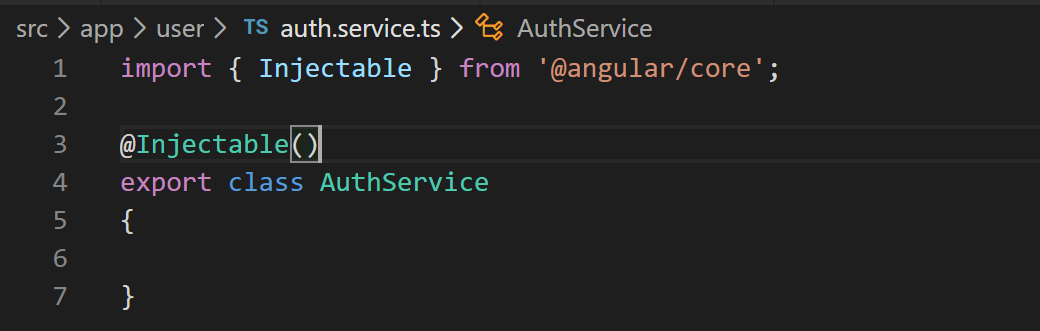 src > app > user > TS auth.service.ts > AuthService
1 import { Injectable } from '@angular/core';
2
3 @Injectable()
4 export class AuthService
5 {
6
7 }